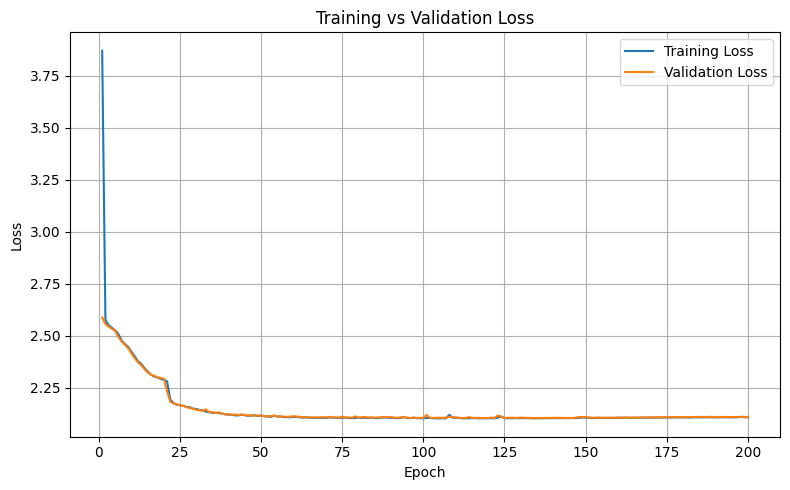 Training vs Validation Loss
Training Loss
Validation Loss
3.75
3.50
3.25
3.00
2.75
2.50
2.25
Loss
0 25 50 75 100 125 150 175 200
Epoch